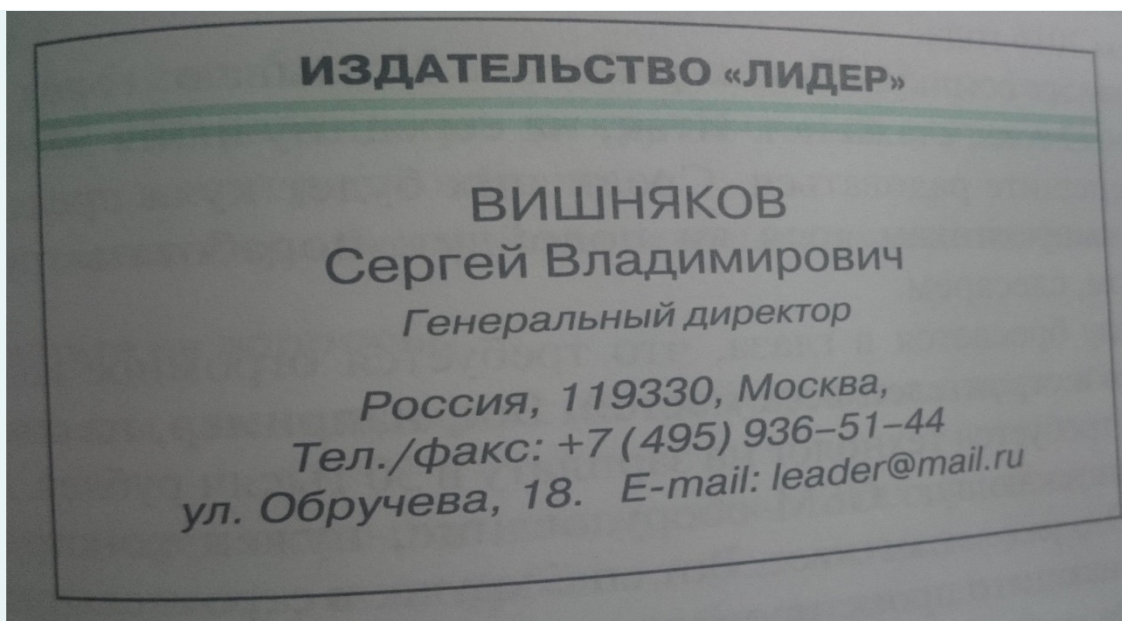 ИЗДАТЕЛЬСТВО «ЛИДЕР»
ВИШНЯКОВ
Сергей Владимирович
Генеральный директор
Россия, 119330, Москва,
Тел./факс: +7 (495) 936–51–44
ул. Обручева, 18. E-mail: leader@mail.ru